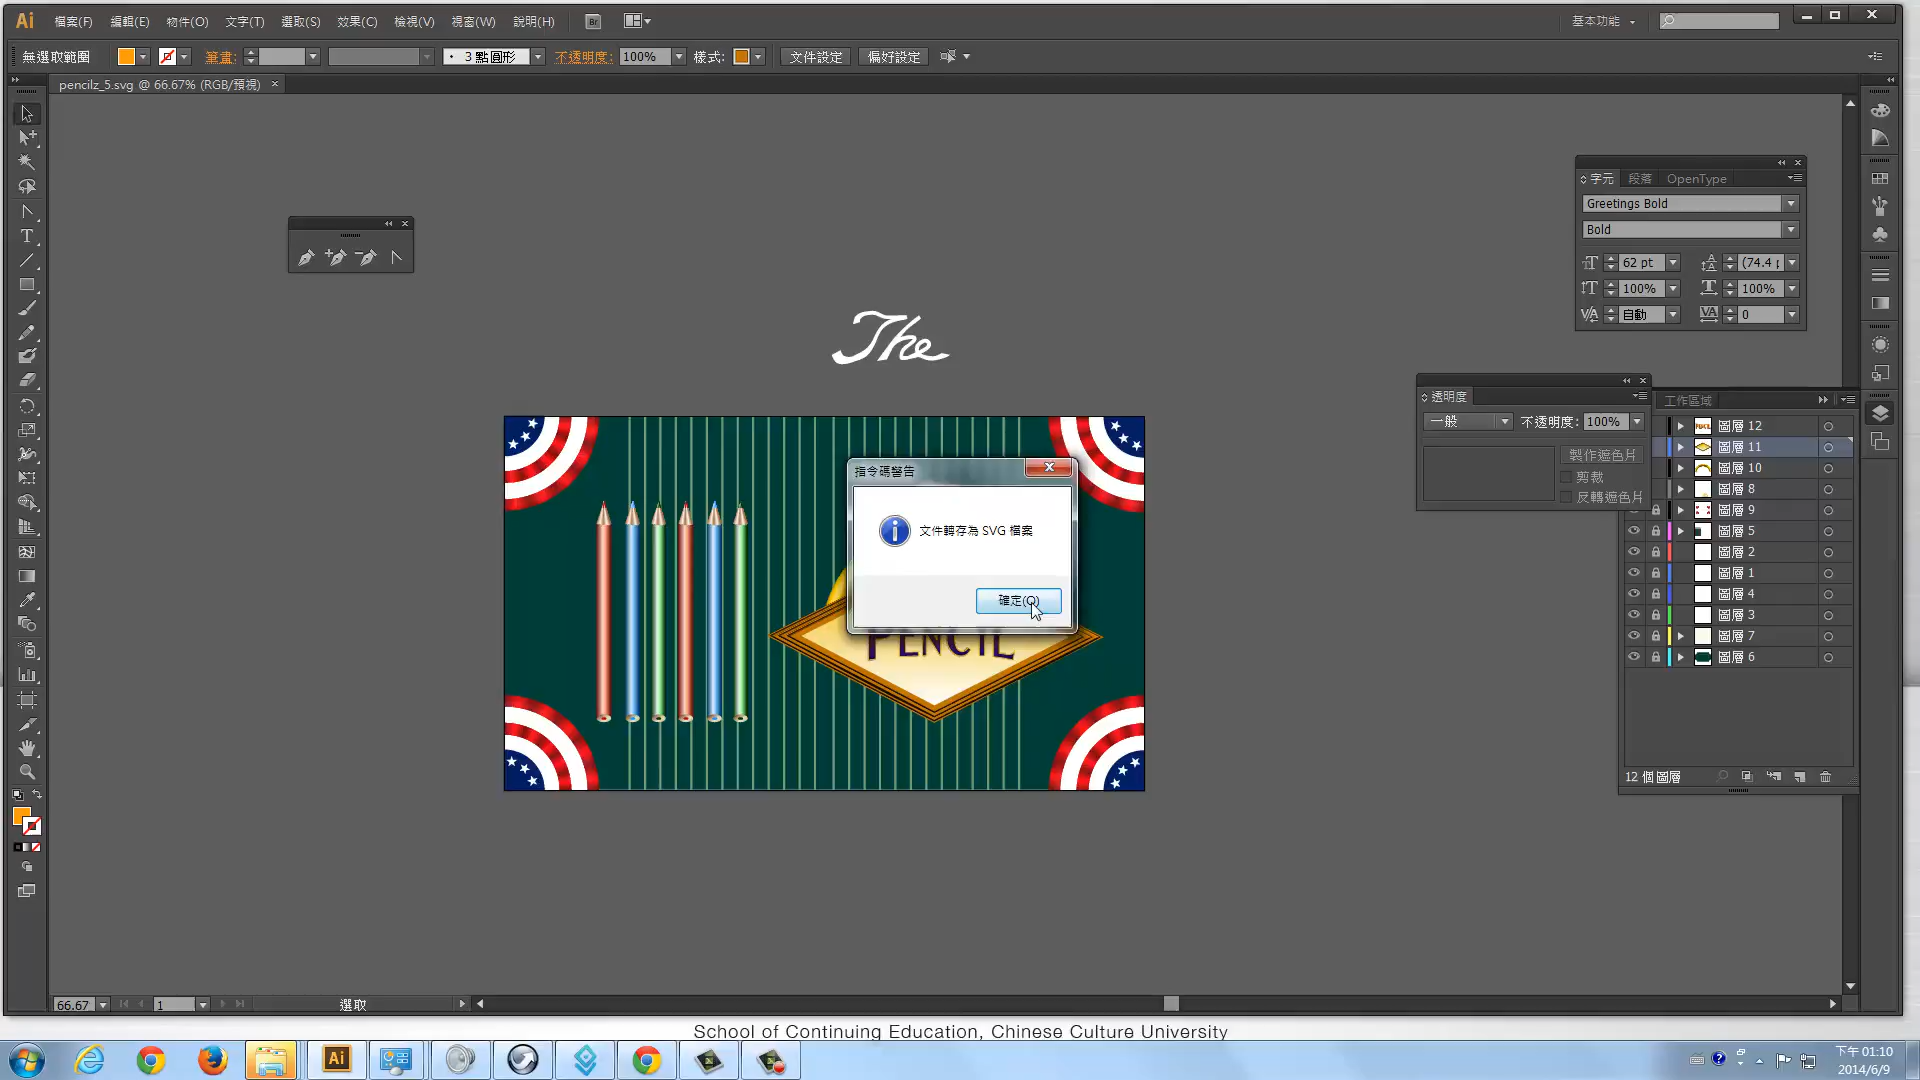 Ai 檔案(F) 編輯(E) 物件(O) 文字(T) 選取(S) 效果(C) 檢視(V) 視窗(W) 說明(H) Br 基本功能
無選取範圍 筆畫: 3 點圓形 不透明度: 100% 樣式: 文件設定 偏好設定
pencilz_5.svg @ 66.67% (RGB/預視)
字元 段落 OpenType
Greetings Bold
Bold
62 pt (74.4
100% 100%
自動 0
The
透明度
一般 不透明度: 100%
製作遮色片
剪裁
反轉遮色片
工作區域
圖層 12
圖層 11
圖層 10
圖層 8
圖層 9
圖層 5
圖層 2
圖層 1
圖層 4
圖層 3
圖層 7
圖層 6
12 個圖層
指令碼警告
文件轉存為 SVG 檔案
確定(O)
PENCIL
66.67 1 選取
School of Continuing Education, Chinese Culture University
Ai
下午 01:10
2014/6/9